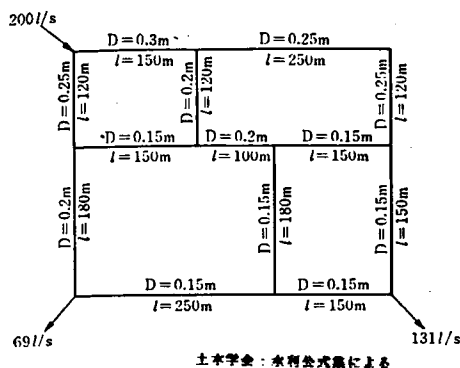 200l/s
D=0.3m
l=150m
D=0.25m
l=250m
D=0.25m
l=120m
D=0.2m
l=120m
D=0.25m
l=120m
D=0.15m
l=150m
D=0.2m
l=100m
D=0.15m
l=150m
D=0.2m
l=180m
D=0.15m
l=180m
D=0.15m
l=150m
D=0.15m
l=250m
D=0.15m
l=150m
69l/s
131l/s
土木学会:水利公式集による